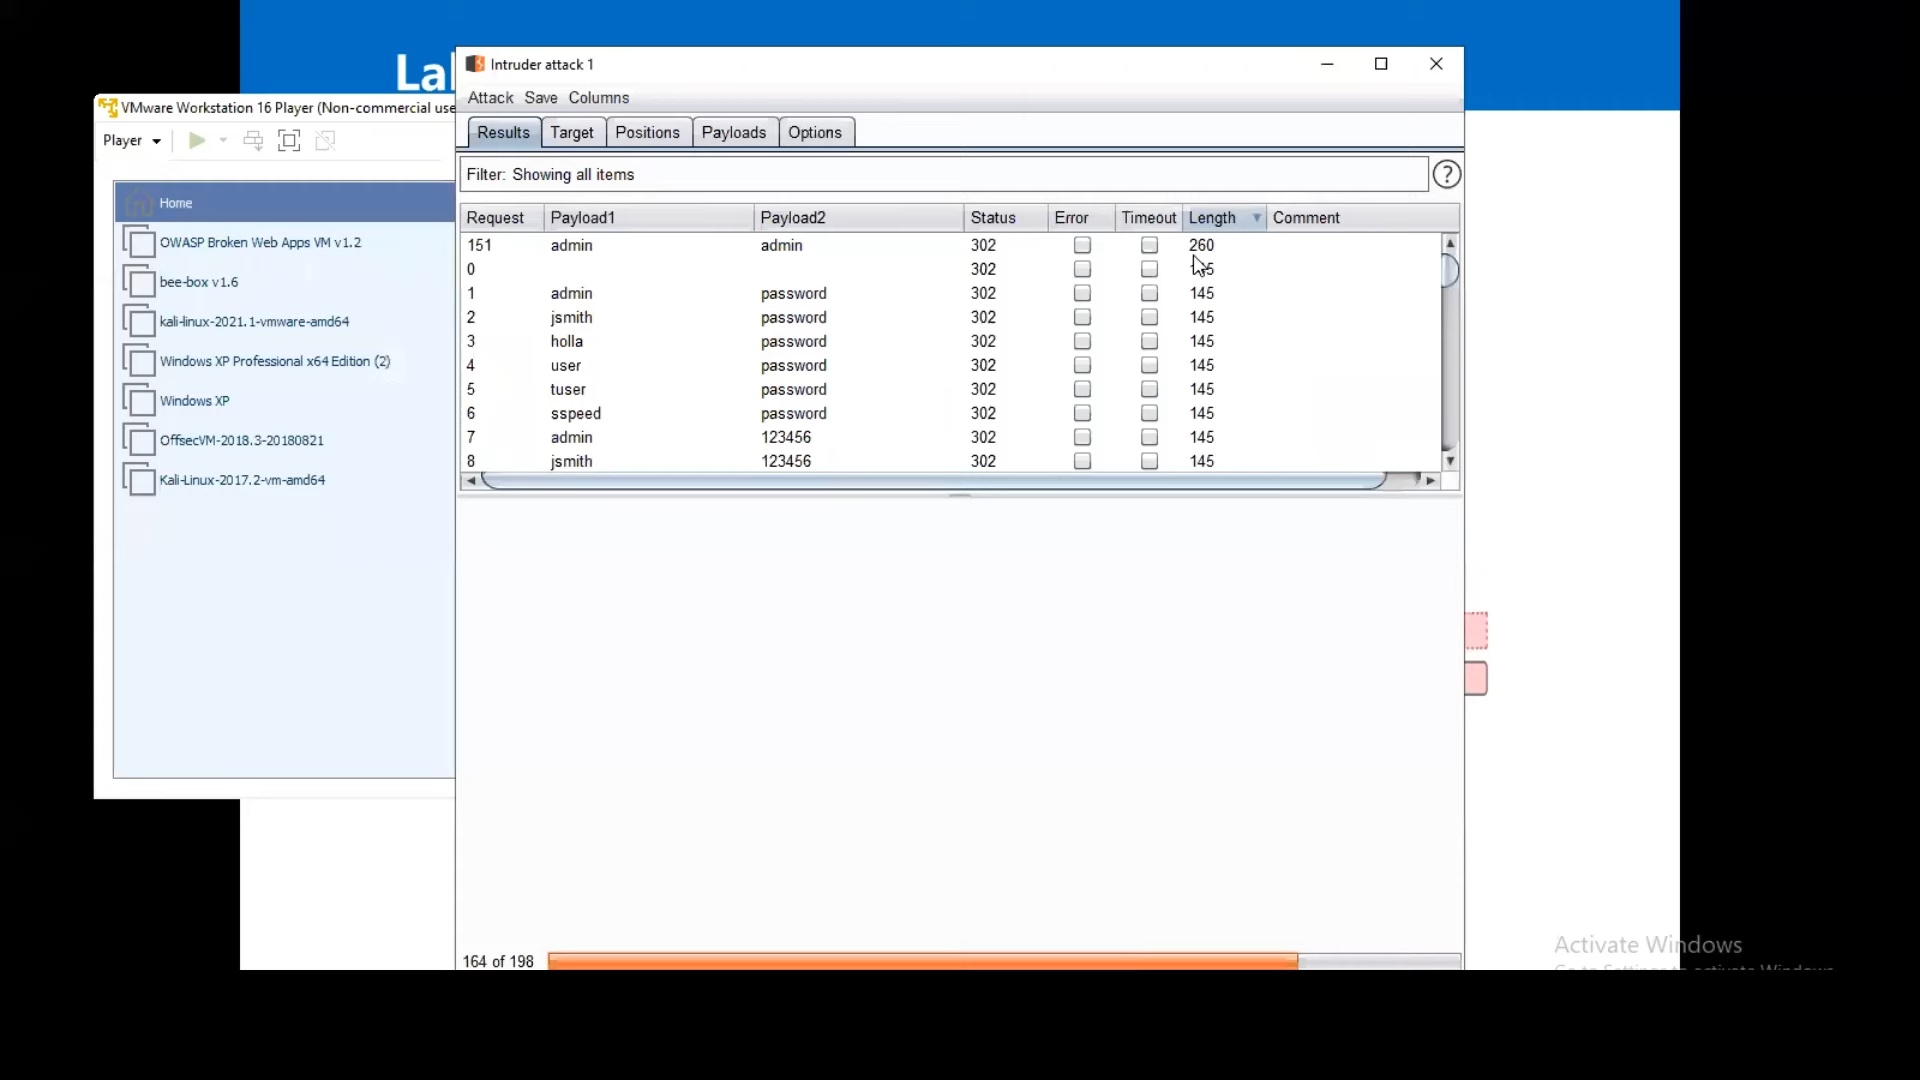 Lal
VMware Workstation 16 Player (Non-commercial use
Player
Home
OWASP Broken Web Apps VM v1.2
bee-box v1.6
kali-linux-2021.1-vmware-amd64
Windows XP Professional x64 Edition (2)
Windows XP
OffsecVM-2018.3-20180821
Kali-Linux-2017.2-vm-amd64
Intruder attack 1
Attack Save Columns
Results Target Positions Payloads Options
Filter: Showing all items ?
Request Payload1 Payload2 Status Error Timeout Length Comment
151 admin admin 302 260
0 302
1 admin password 302 145
2 jsmith password 302 145
3 holla password 302 145
4 user password 302 145
5 tuser password 302 145
6 sspeed password 302 145
7 admin 123456 302 145
8 jsmith 123456 302 145
164 of 198
Activate Windows